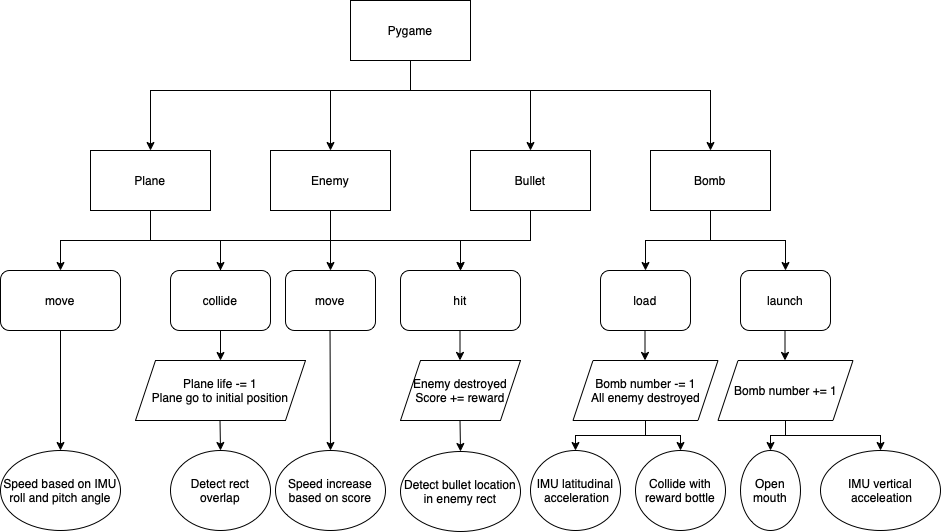 Pygame
Plane
Enemy
Bullet
Bomb
move
collide
move
hit
load
launch
Plane life -= 1
Plane go to initial position
Enemy destroyed
Score += reward
Bomb number -= 1
All enemy destroyed
Bomb number += 1
Speed based on IMU
roll and pitch angle
Detect rect
overlap
Speed increase
based on score
Detect bullet location
in enemy rect
IMU latitudinal
acceleration
Collide with
reward bottle
Open
mouth
IMU vertical
accleation